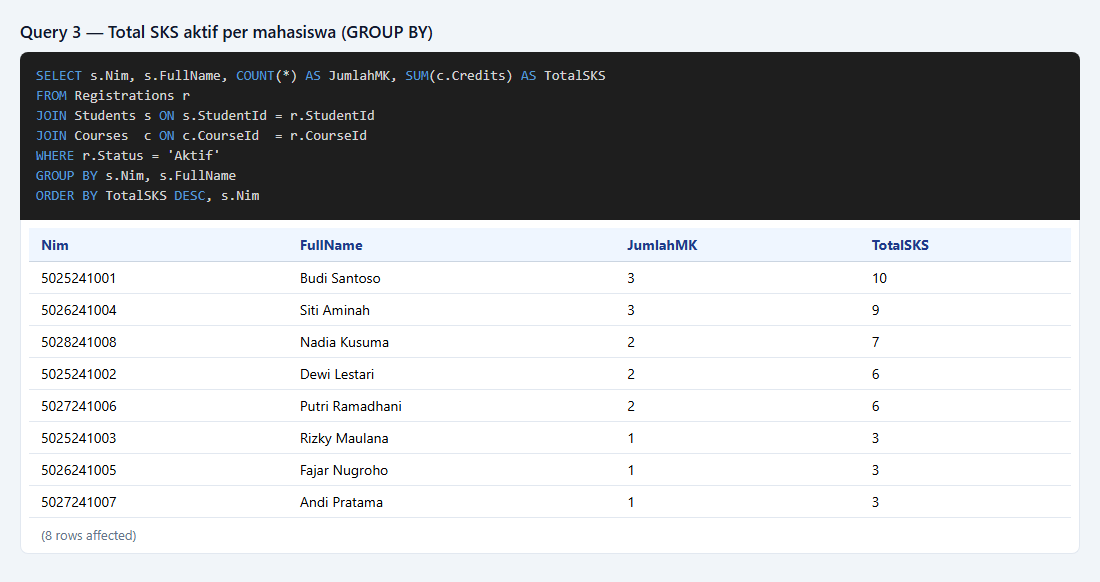 Query 3 — Total SKS aktif per mahasiswa (GROUP BY)
SELECT s.Nim, s.FullName, COUNT(*) AS JumlahMK, SUM(c.Credits) AS TotalSKS
FROM Registrations r
JOIN Students s ON s.StudentId = r.StudentId
JOIN Courses  c ON c.CourseId  = r.CourseId
WHERE r.Status = 'Aktif'
GROUP BY s.Nim, s.FullName
ORDER BY TotalSKS DESC, s.Nim
Nim FullName JumlahMK TotalSKS
5025241001 Budi Santoso 3 10
5026241004 Siti Aminah 3 9
5028241008 Nadia Kusuma 2 7
5025241002 Dewi Lestari 2 6
5027241006 Putri Ramadhani 2 6
5025241003 Rizky Maulana 1 3
5026241005 Fajar Nugroho 1 3
5027241007 Andi Pratama 1 3
(8 rows affected)